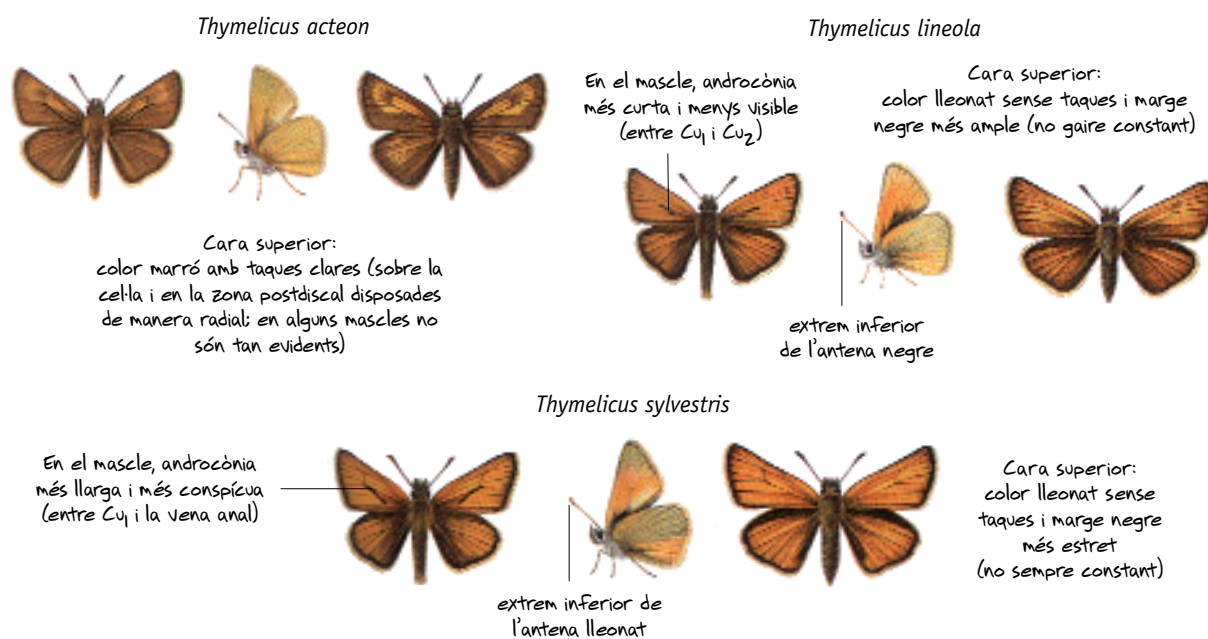 Thymelicus acteon
Cara superior:
color marró amb taques clares (sobre la
cel·la i en la zona postdiscal disposades
de manera radial; en alguns mascles no
són tan evidents)
Thymelicus lineola
En el mascle, androcònia
més curta i menys visible
(entre Cu₁ i Cu₂)
Cara superior:
color lleonat sense taques i marge
negre més ample (no gaire constant)
extrem inferior
de l'antena negre
Thymelicus sylvestris
En el mascle, androcònia
més llarga i més conspícua
(entre Cu₁ i la vena anal)
extrem inferior de
l'antena lleonat
Cara superior:
color lleonat sense
taques i marge negre
més estret
(no sempre constant)